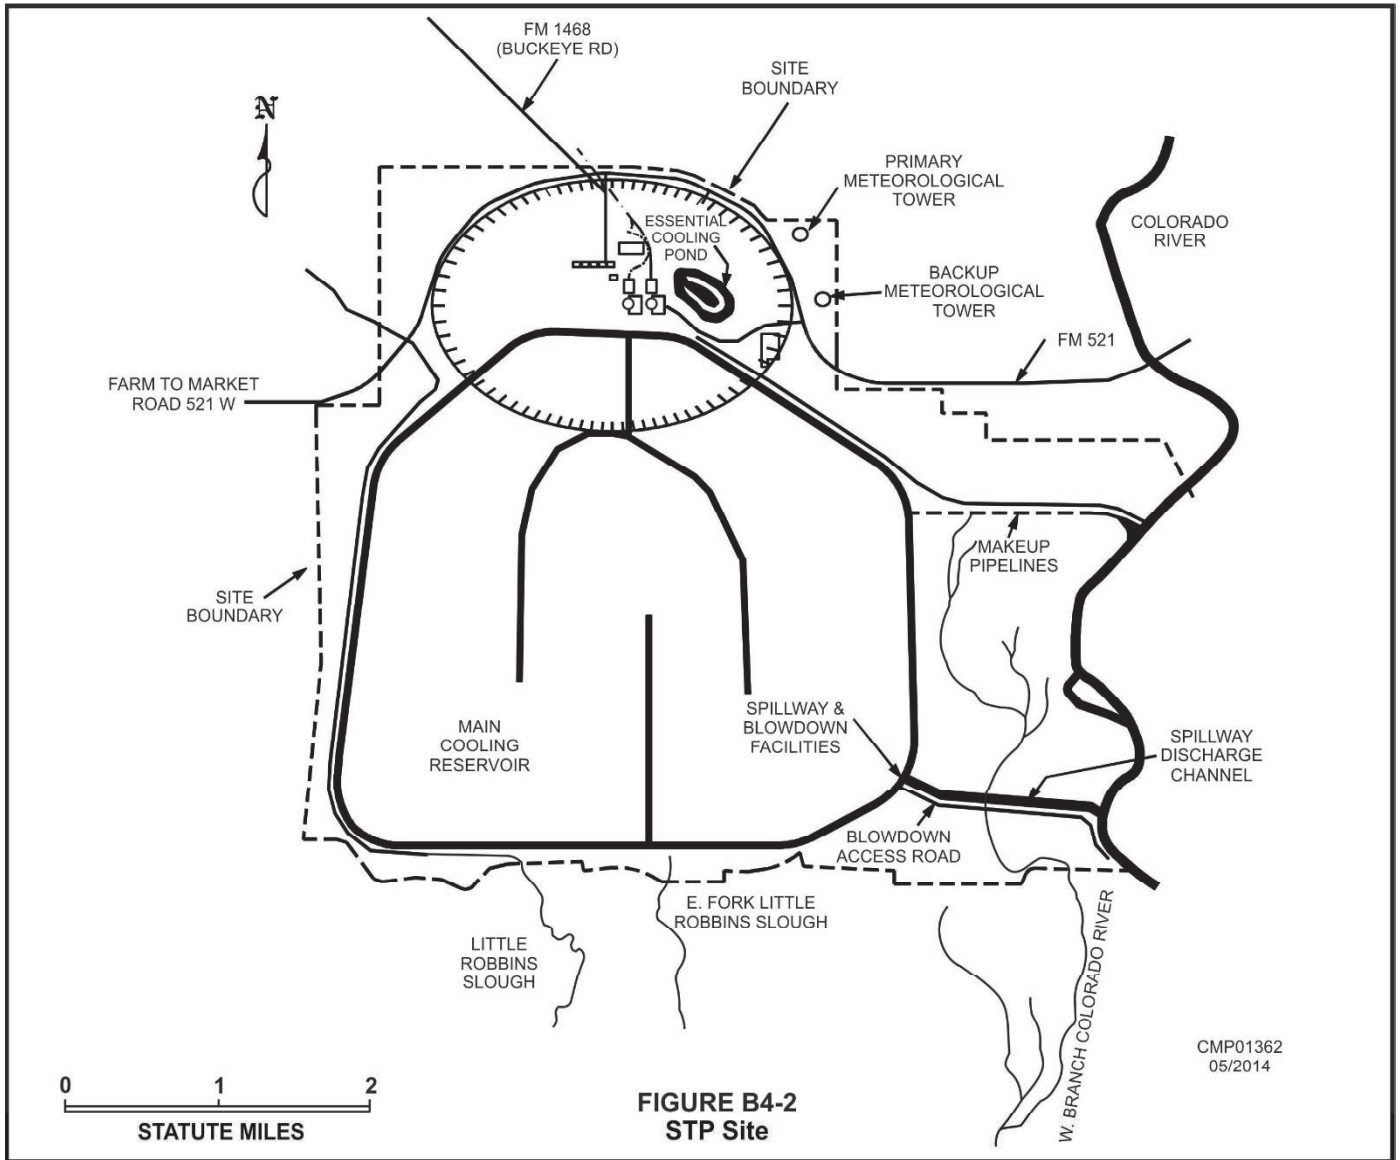 FM 1468
(BUCKEYE RD)
SITE
BOUNDARY
N
PRIMARY
METEOROLOGICAL
TOWER
COLORADO
RIVER
ESSENTIAL
COOLING
POND
BACKUP
METEOROLOGICAL
TOWER
FM 521
FARM TO MARKET
ROAD 521 W
MAKEUP
PIPELINES
SITE
BOUNDARY
SPILLWAY &
BLOWDOWN
FACILITIES
MAIN
COOLING
RESERVOIR
SPILLWAY
DISCHARGE
CHANNEL
BLOWDOWN
ACCESS ROAD
E. FORK LITTLE
ROBBINS SLOUGH
LITTLE
ROBBINS
SLOUGH
W. BRANCH COLORADO RIVER
CMP01362
05/2014
0 1 2
STATUTE MILES
FIGURE B4-2
STP Site